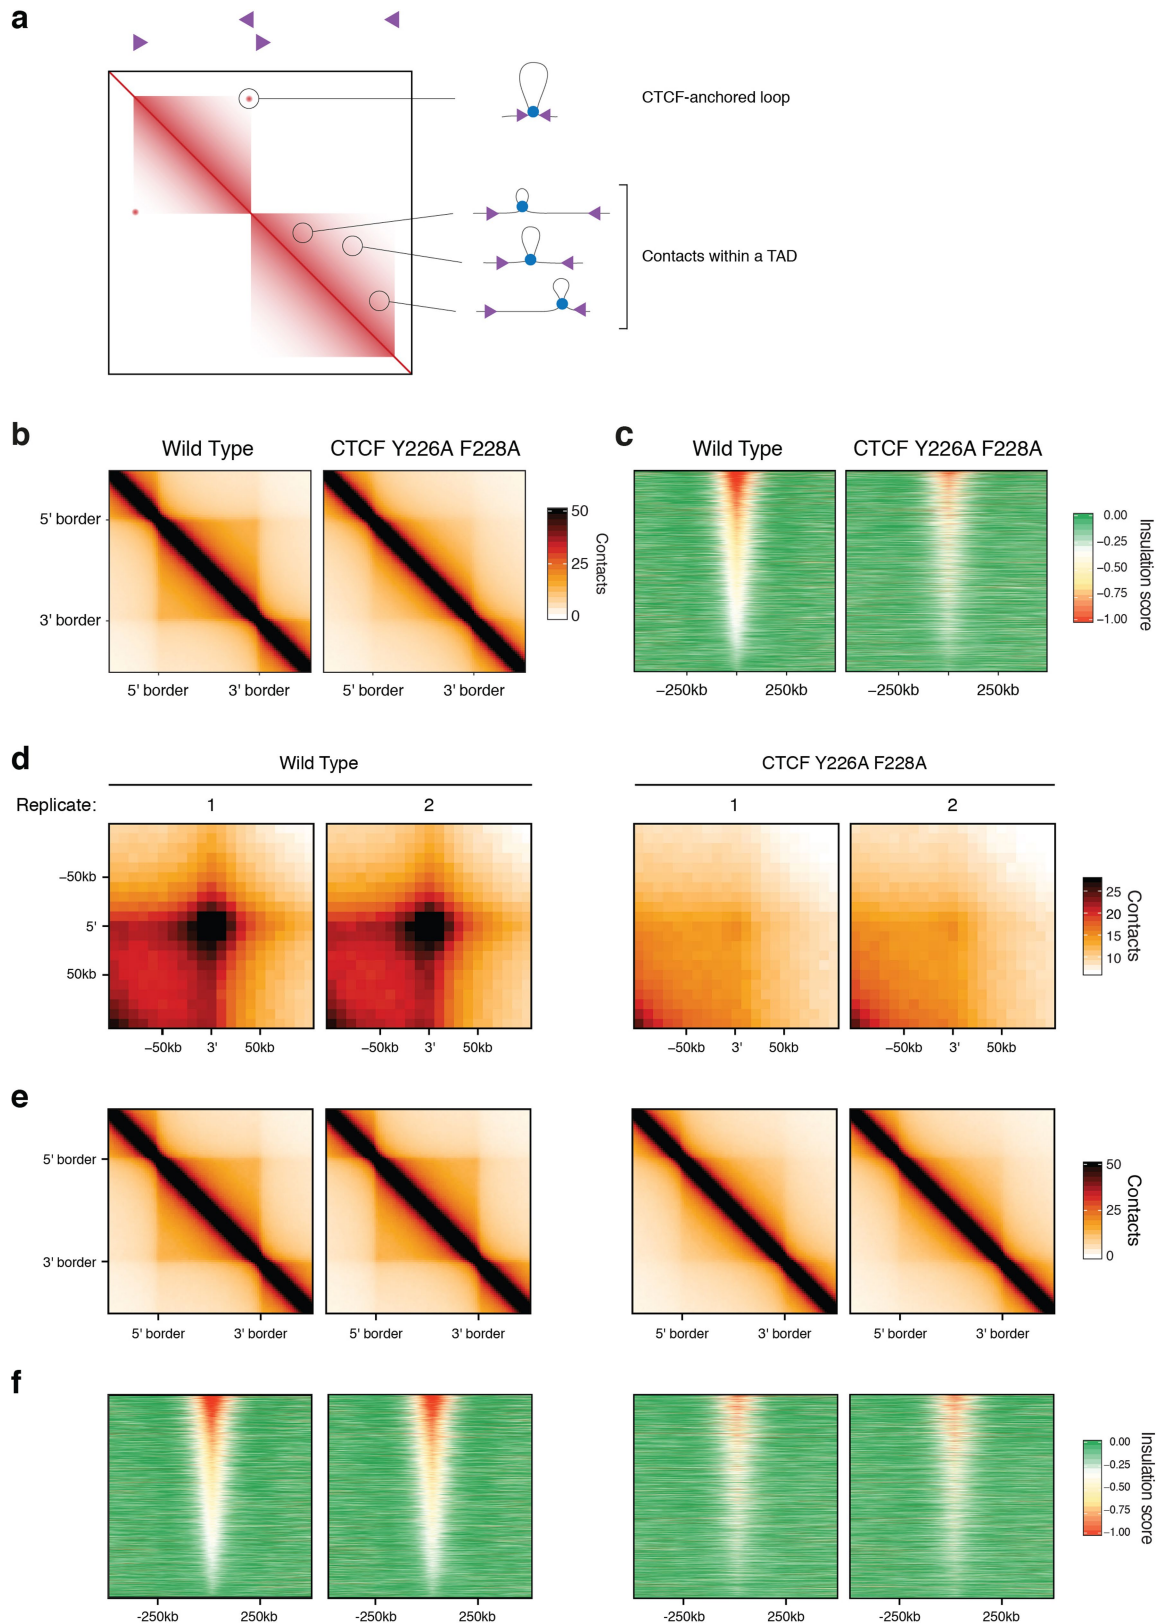 a
CTCF-anchored loop
Contacts within a TAD
b
Wild Type
CTCF Y226A F228A
5' border
3' border
5' border
3' border
5' border
3' border
50
25
0
Contacts
c
Wild Type
CTCF Y226A F228A
−250kb
250kb
−250kb
250kb
0.00
−0.25
−0.50
−0.75
−1.00
Insulation score
d
Wild Type
CTCF Y226A F228A
Replicate:
1
2
1
2
−50kb
5'
50kb
−50kb
3'
50kb
−50kb
3'
50kb
−50kb
3'
50kb
−50kb
3'
50kb
25
20
15
10
Contacts
e
5' border
3' border
5' border
3' border
5' border
3' border
5' border
3' border
5' border
3' border
50
25
0
Contacts
f
-250kb
250kb
-250kb
250kb
-250kb
250kb
-250kb
250kb
0.00
−0.25
−0.50
−0.75
−1.00
Insulation score